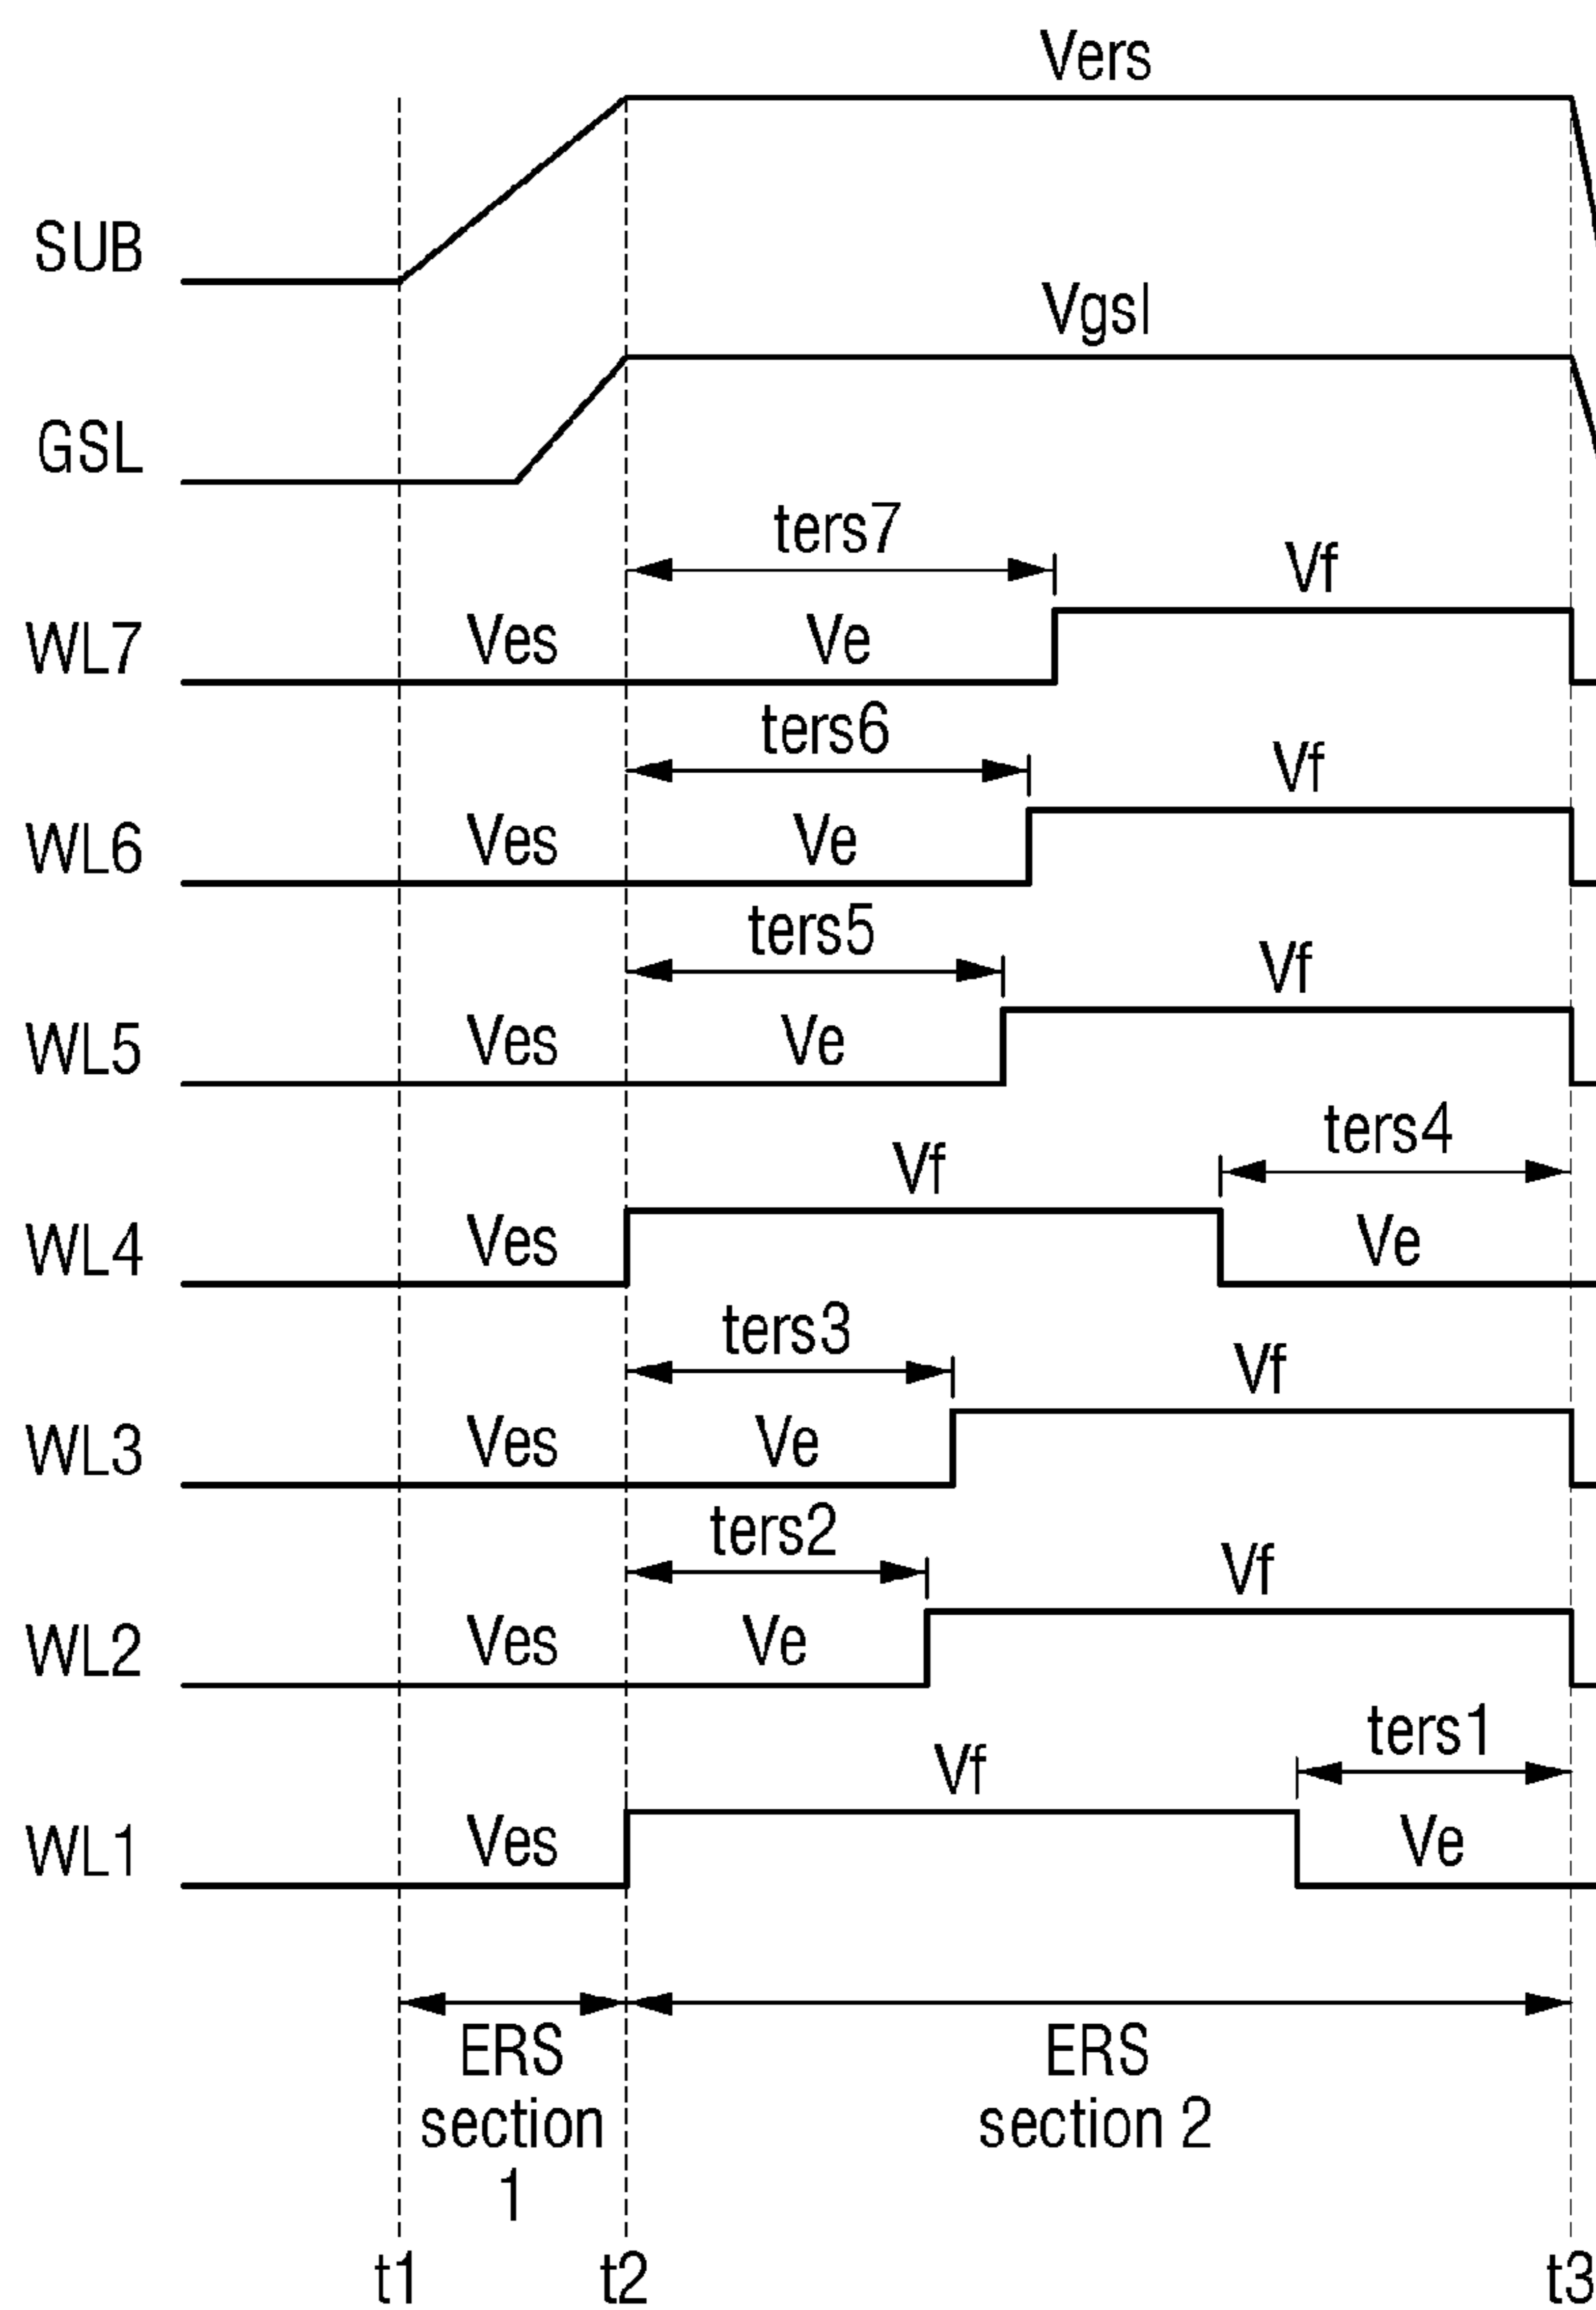 Vers
SUB
Vgsl
GSL
ters7
Vf
WL7 Ves Ve
ters6
Vf
WL6 Ves Ve
ters5
Vf
WL5 Ves Ve
ters4
Vf
WL4 Ves Ve
ters3
Vf
WL3 Ves Ve
ters2
Vf
WL2 Ves Ve
ters1
Vf
WL1 Ves Ve
ERS
section
1
ERS
section 2
t1 t2 t3